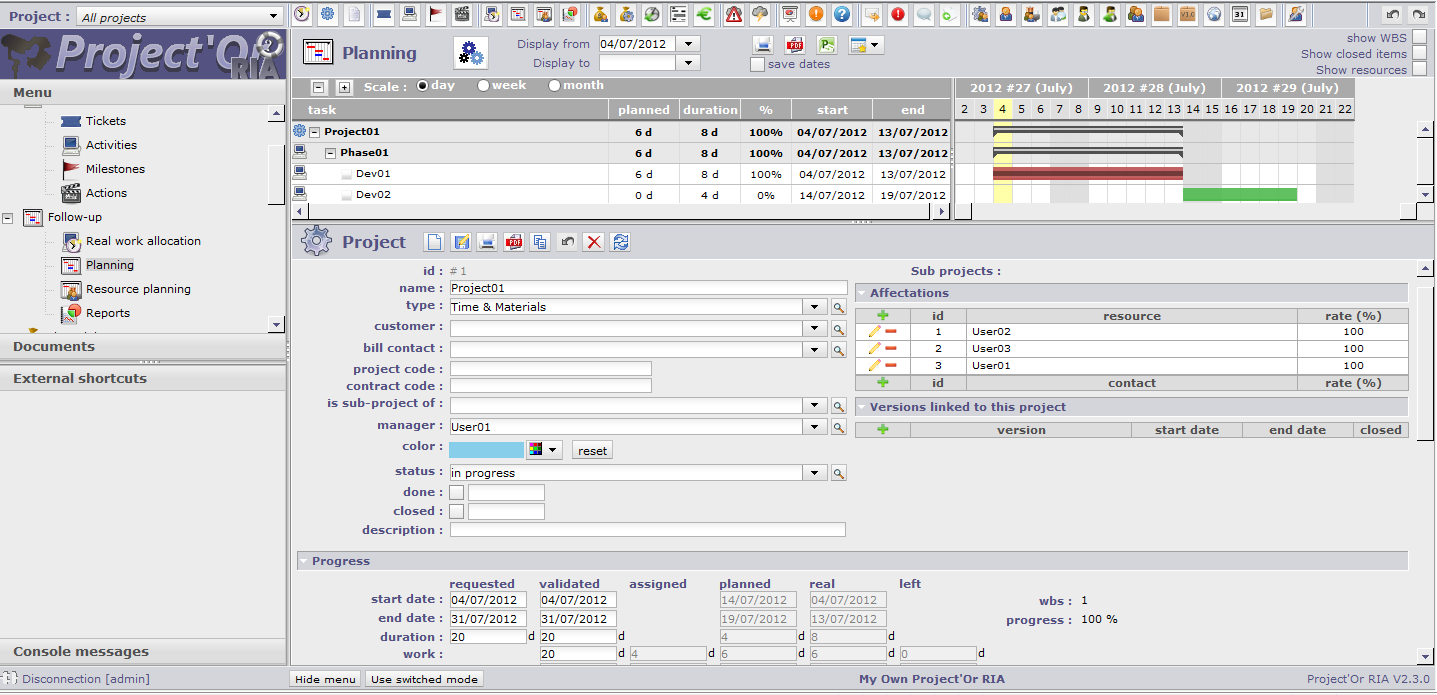 Project : All projects
Project'Or RIA
Menu
Tickets
Activities
Milestones
Actions
Follow-up
Real work allocation
Planning
Resource planning
Reports
Documents
External shortcuts
Console messages
Disconnection [admin]
Planning
Display from 04/07/2012
Display to
save dates
show WBS
Show closed items
Show resources
Scale : day week month
2012 #27 (July) 2012 #28 (July) 2012 #29 (July)
task planned duration % start end
2 3 4 5 6 7 8 9 10 11 12 13 14 15 16 17 18 19 20 21 22
Project01 6 d 8 d 100% 04/07/2012 13/07/2012
Phase01 6 d 8 d 100% 04/07/2012 13/07/2012
Dev01 6 d 8 d 100% 04/07/2012 13/07/2012
Dev02 0 d 4 d 0% 14/07/2012 19/07/2012
Project
id : # 1
name : Project01
type : Time & Materials
customer :
bill contact :
project code :
contract code :
is sub-project of :
manager : User01
color : reset
status : in progress
done :
closed :
description :
Sub projects :
Affectations
id resource rate (%)
1 User02 100
2 User03 100
3 User01 100
id contact rate (%)
Versions linked to this project
version start date end date closed
Progress
requested validated assigned planned real left
start date : 04/07/2012 04/07/2012 14/07/2012 04/07/2012
end date : 31/07/2012 31/07/2012 19/07/2012 13/07/2012
duration : 20 d 20 d 4 d 8 d
work : 20 d 4 d 6 d 6 d 0 d
wbs : 1
progress : 100 %
Hide menu Use switched mode
My Own Project'Or RIA
Project'Or RIA V2.3.0